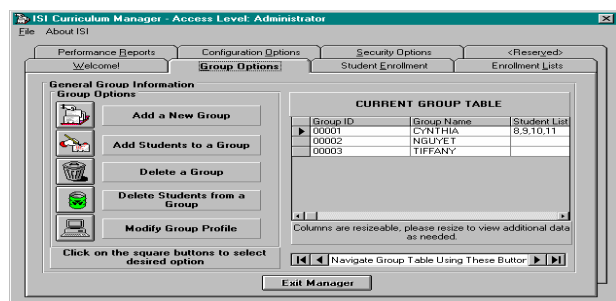 ISI Curriculum Manager - Access Level: Administrator
File About ISI
Performance Reports Configuration Options Security Options <Reserved>
Welcome! Group Options Student Enrollment Enrollment Lists
General Group Information
Group Options
Add a New Group
Add Students to a Group
Delete a Group
Delete Students from a
Group
Modify Group Profile
Click on the square buttons to select
desired option
CURRENT GROUP TABLE
Group ID Group Name Student List
00001 CYNTHIA 8,9,10,11
00002 NGUYET
00003 TIFFANY
Columns are resizeable, please resize to view additional data
as needed.
Navigate Group Table Using These Button
Exit Manager